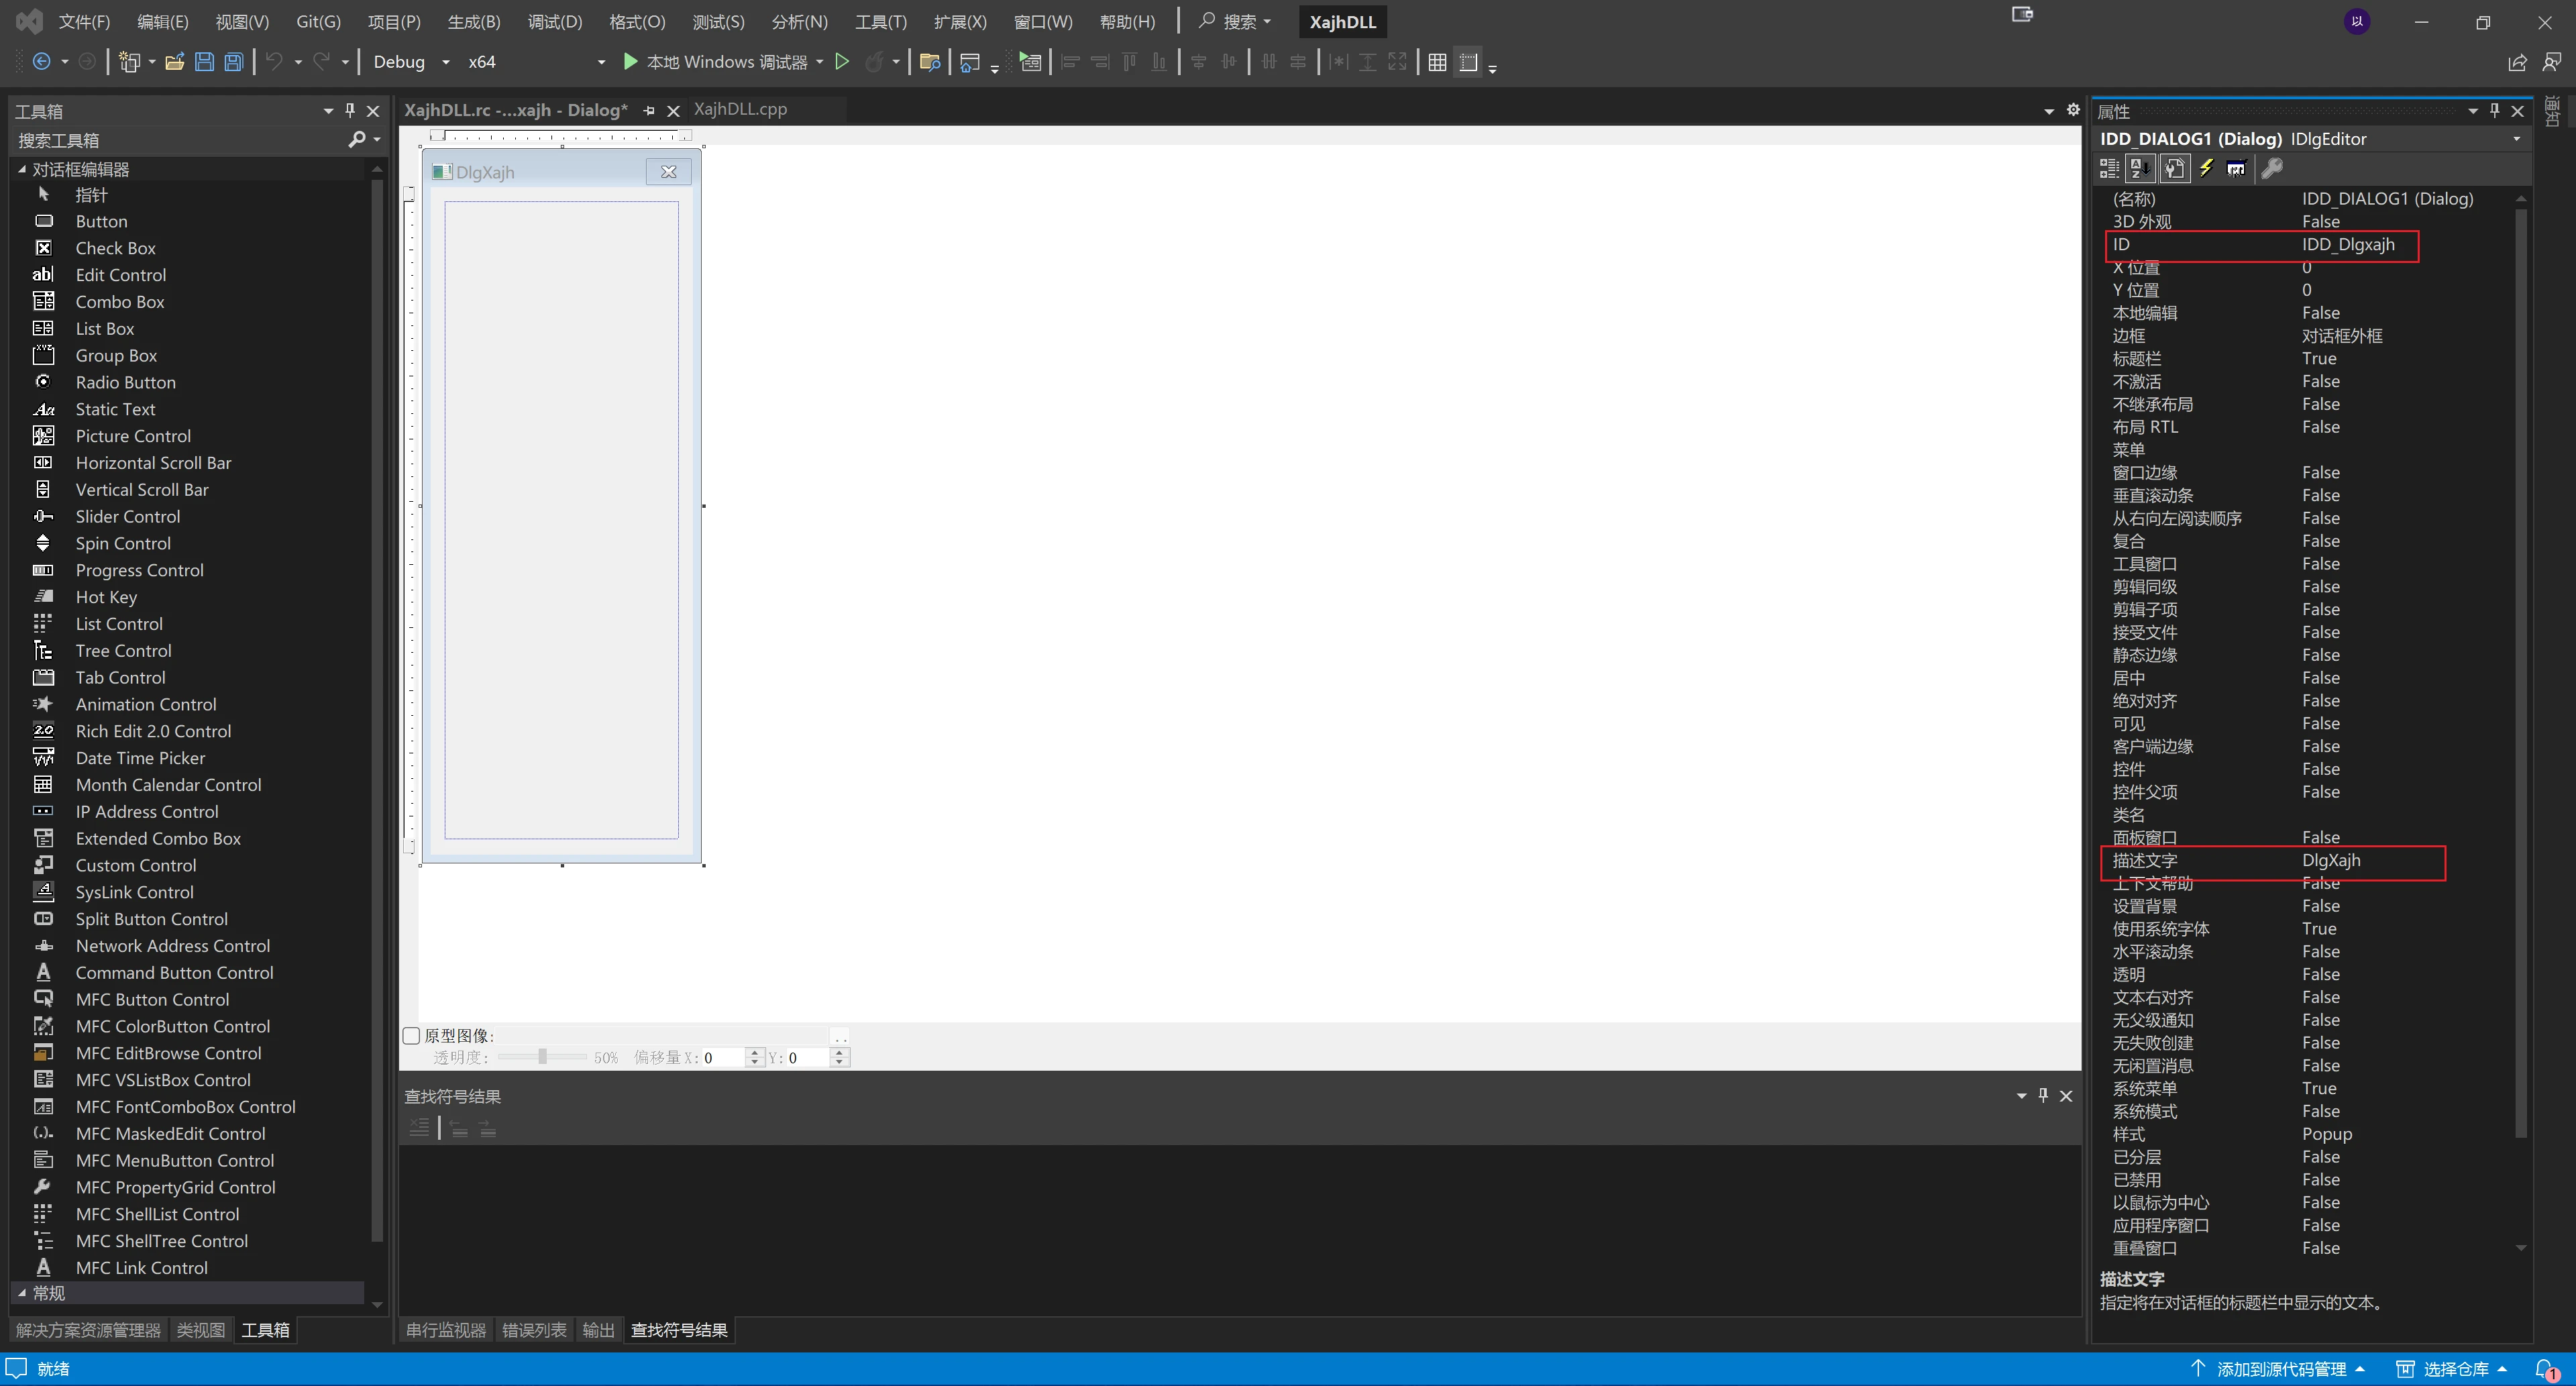 文件(F) 编辑(E) 视图(V) Git(G) 项目(P) 生成(B) 调试(D) 格式(O) 测试(S) 分析(N) 工具(T) 扩展(X) 窗口(W) 帮助(H) 搜索 XajhDLL 以
Debug x64 本地 Windows 调试器
工具箱
搜索工具箱
对话框编辑器
指针
Button
Check Box
Edit Control
Combo Box
List Box
Group Box
Radio Button
Static Text
Picture Control
Horizontal Scroll Bar
Vertical Scroll Bar
Slider Control
Spin Control
Progress Control
Hot Key
List Control
Tree Control
Tab Control
Animation Control
Rich Edit 2.0 Control
Date Time Picker
Month Calendar Control
IP Address Control
Extended Combo Box
Custom Control
SysLink Control
Split Button Control
Network Address Control
Command Button Control
MFC Button Control
MFC ColorButton Control
MFC EditBrowse Control
MFC VSListBox Control
MFC FontComboBox Control
MFC MaskedEdit Control
MFC MenuButton Control
MFC PropertyGrid Control
MFC ShellList Control
MFC ShellTree Control
MFC Link Control
常规
解决方案资源管理器 类视图 工具箱
XajhDLL.rc -...xajh - Dialog* XajhDLL.cpp
DlgXajh
原型图像: ..
透明度: 50% 偏移量 X: 0 Y: 0
查找符号结果
串行监视器 错误列表 输出 查找符号结果
属性
IDD_DIALOG1 (Dialog) IDlgEditor
(名称) IDD_DIALOG1 (Dialog)
3D 外观 False
ID IDD_Dlgxajh
X 位置 0
Y 位置 0
本地编辑 False
边框 对话框外框
标题栏 True
不激活 False
不继承布局 False
布局 RTL False
菜单
窗口边缘 False
垂直滚动条 False
从右向左阅读顺序 False
复合 False
工具窗口 False
剪辑同级 False
剪辑子项 False
接受文件 False
静态边缘 False
居中 False
绝对对齐 False
可见 False
客户端边缘 False
控件 False
控件父项 False
类名
面板窗口 False
描述文字 DlgXajh
上下文帮助 False
设置背景 False
使用系统字体 True
水平滚动条 False
透明 False
文本右对齐 False
无父级通知 False
无失败创建 False
无闲置消息 False
系统菜单 True
系统模式 False
样式 Popup
已分层 False
已禁用 False
以鼠标为中心 False
应用程序窗口 False
重叠窗口 False
描述文字
指定将在对话框的标题栏中显示的文本。
通知
就绪 添加到源代码管理 选择仓库 1